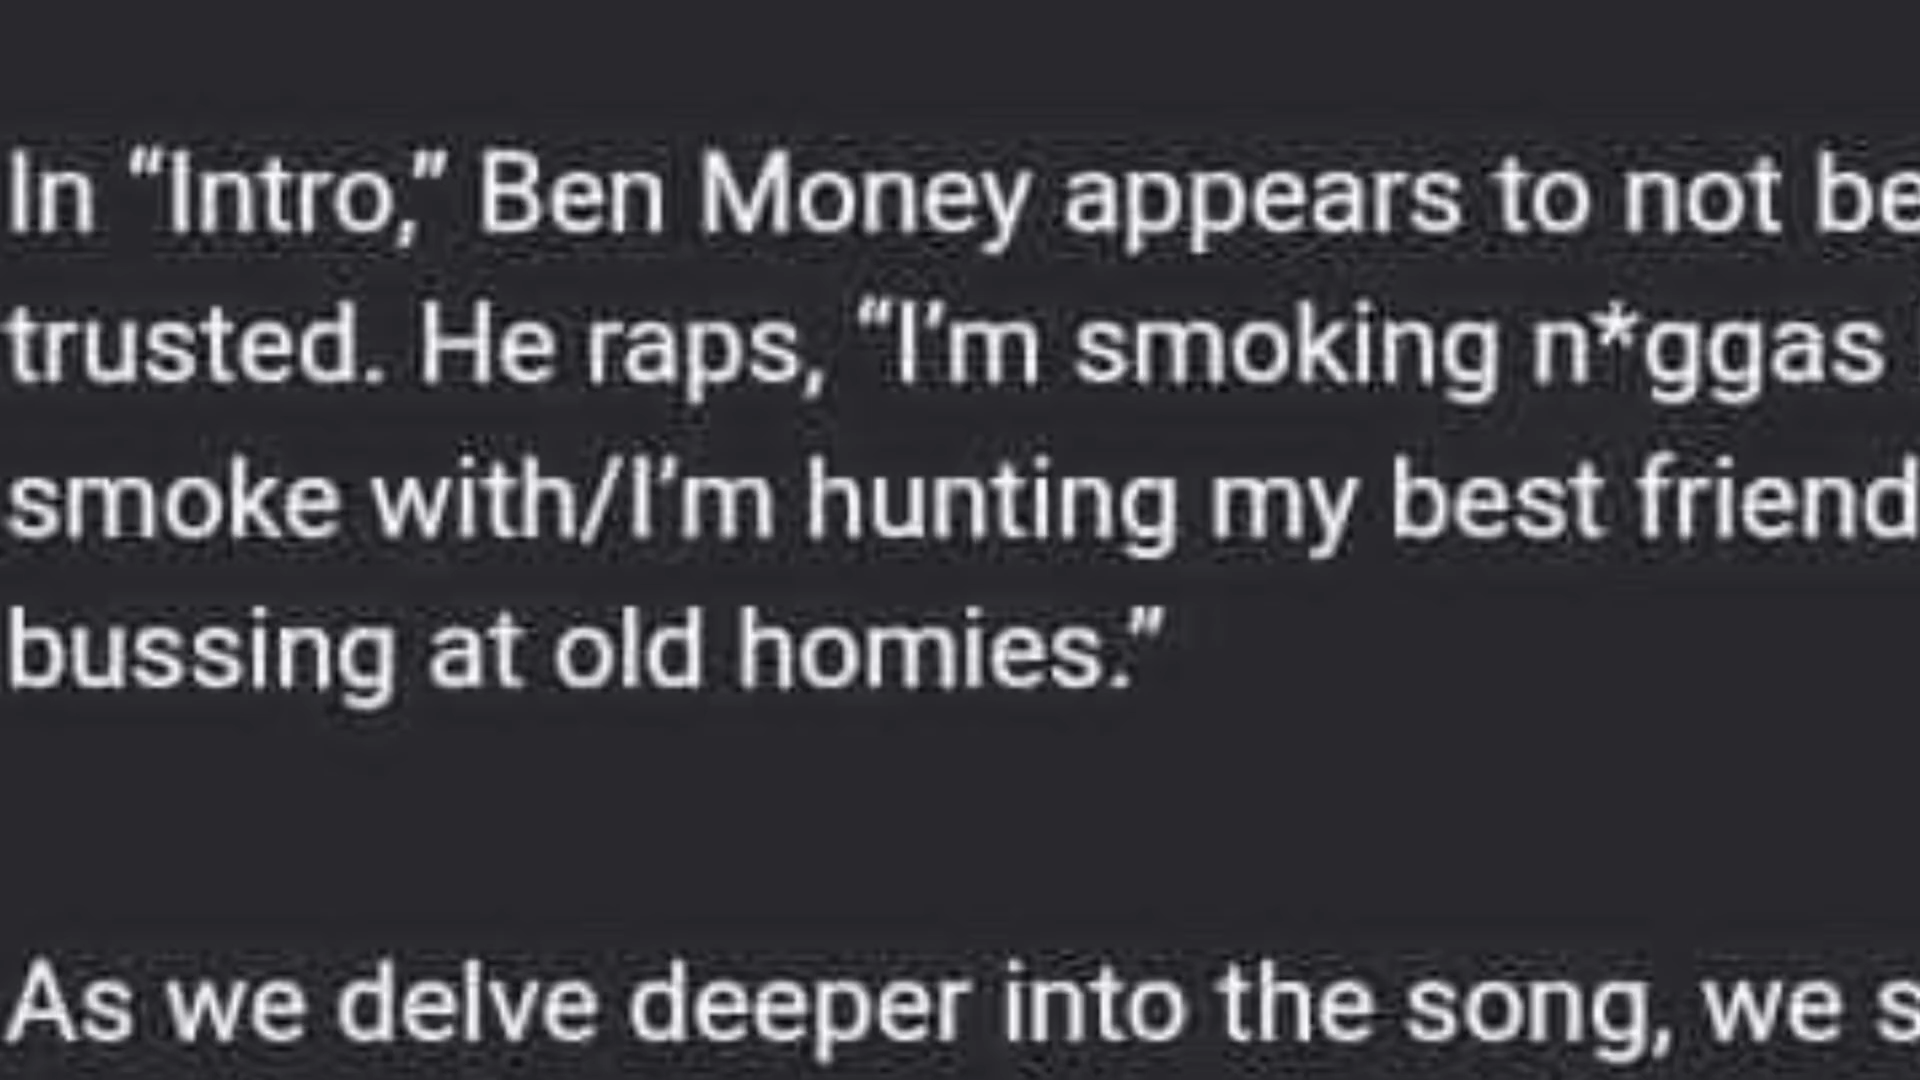 In “Intro,” Ben Money appears to not be
trusted. He raps, “I’m smoking n*ggas
smoke with/I’m hunting my best friend
bussing at old homies.”
As we delve deeper into the song, we s